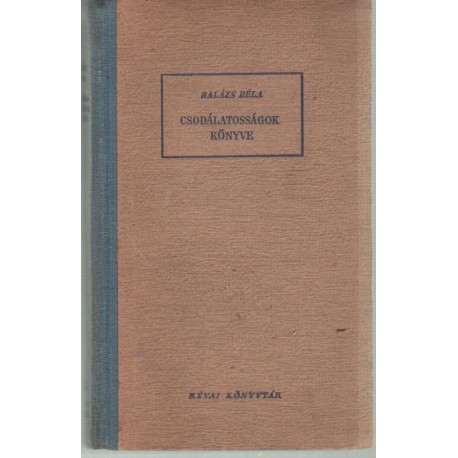 BALÁZS BÉLA
CSODÁLATOSSÁGOK
KÖNYVE
RÉVAI KÖNYVTÁR